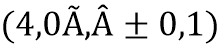 (4,0Ã,Â ± 0,1)